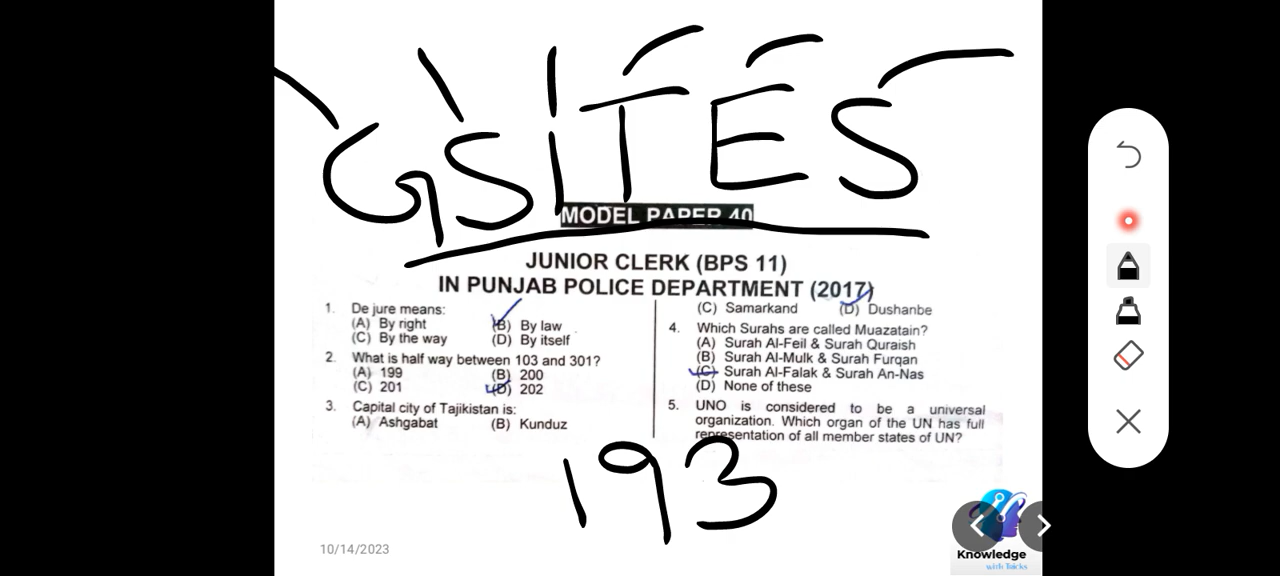 GSITES
MODEL PAPER 40
JUNIOR CLERK (BPS 11)
IN PUNJAB POLICE DEPARTMENT (2017)
1. De jure means:
(A) By right (B) By law
(C) By the way (D) By itself
2. What is half way between 103 and 301?
(A) 199 (B) 200
(C) 201 (D) 202
3. Capital city of Tajikistan is:
(A) Ashgabat (B) Kunduz
(C) Samarkand (D) Dushanbe
4. Which Surahs are called Muazatain?
(A) Surah Al-Feil & Surah Quraish
(B) Surah Al-Mulk & Surah Furqan
(C) Surah Al-Falak & Surah An-Nas
(D) None of these
5. UNO is considered to be a universal
organization. Which organ of the UN has full
representation of all member states of UN?
193
10/14/2023
Knowledge
with Tricks